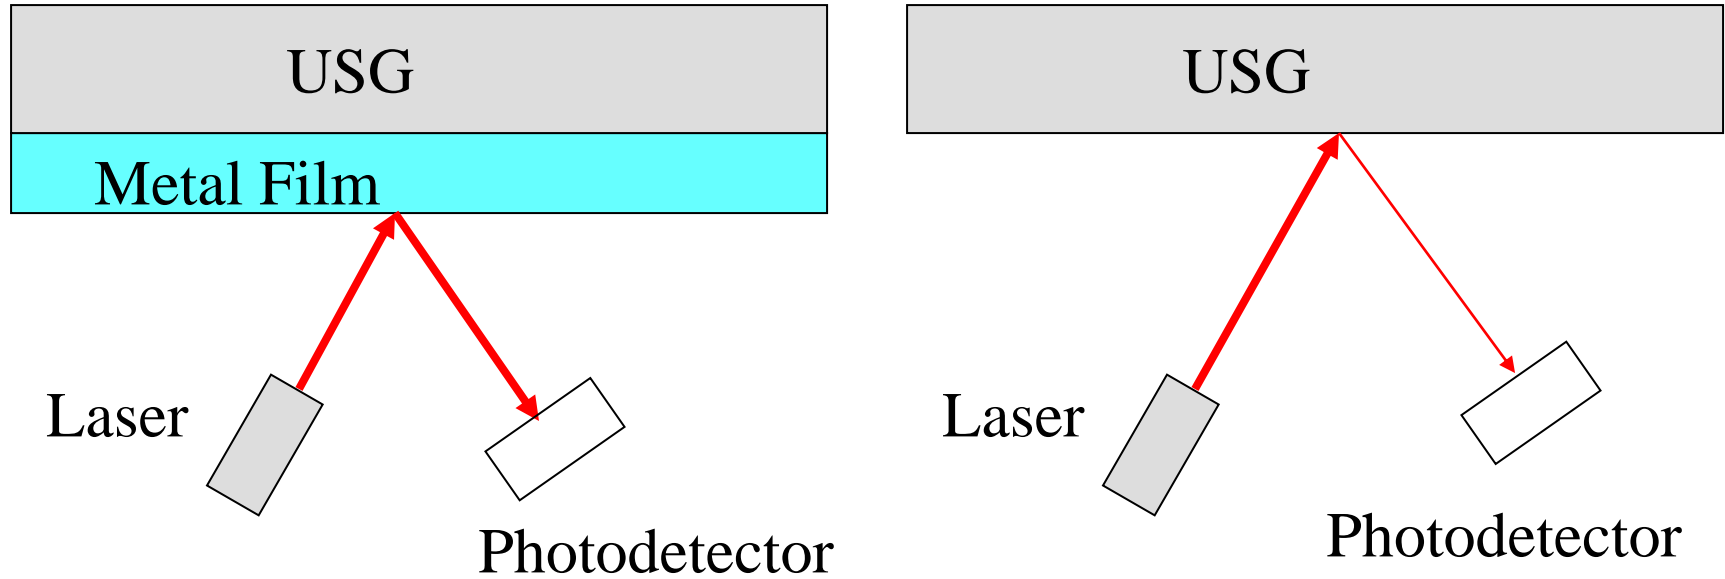 USG
Metal Film
Laser
Photodetector
USG
Laser
Photodetector